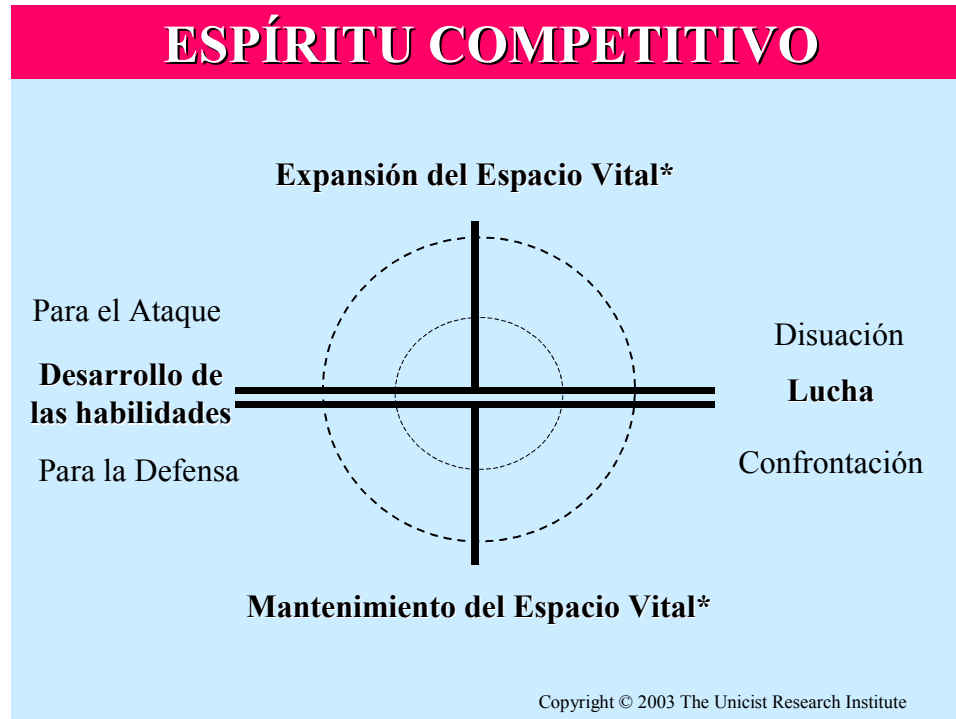 ESPÍRITU COMPETITIVO
Expansión del Espacio Vital*
Para el Ataque
Disuación
Desarrollo de
las habilidades
Lucha
Para la Defensa
Confrontación
Mantenimiento del Espacio Vital*
Copyright © 2003 The Unicist Research Institute